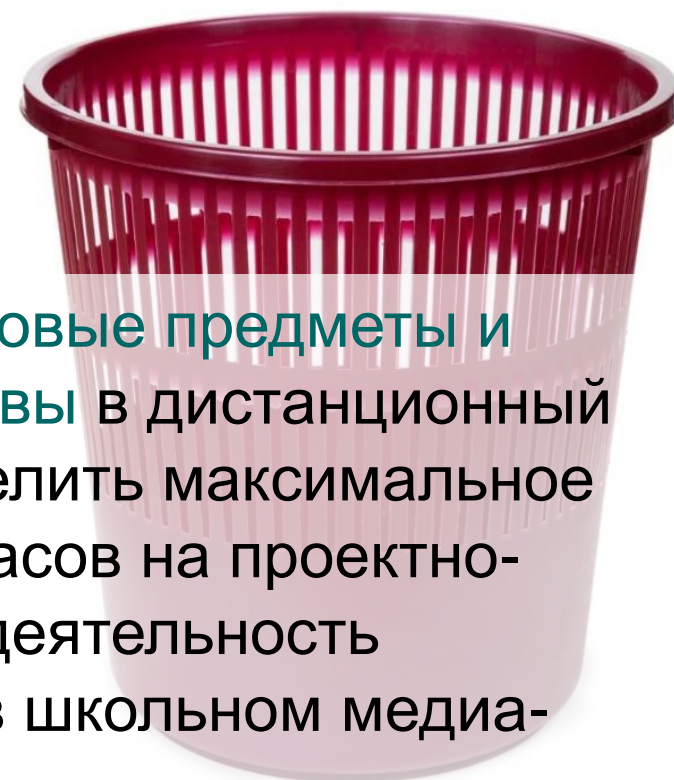 овые предметы и
вы в дистанционный
елить максимальное
асов на проектно-
деятельность
в школьном медиа-